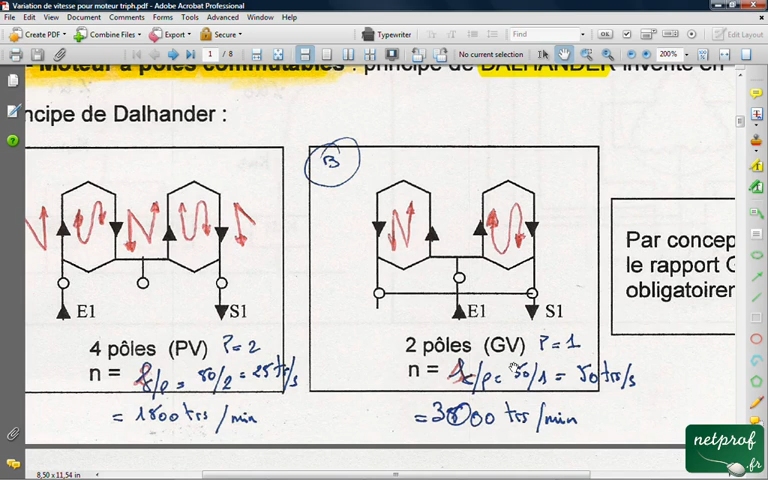 Variation de vitesse pour moteur triph.pdf - Adobe Acrobat Professional
File Edit View Document Comments Forms Tools Advanced Window Help
Create PDF Combine Files Export Secure Typewriter Find Edit Layout
1 / 8 No current selection 200%
Moteur à pôles commutables : principe de DALHANDER inventé en
ncipe de Dalhander :
B
N S N S N
N S
E1 S1
E1 S1
Par concep
le rapport G
obligatoirer
4 pôles (PV) P = 2
n = f/p = 50/2 = 25 trs/s
= 1500 trs/min
2 pôles (GV) P = 1
n = f/p = 50/1 = 50 trs/s
= 3000 trs/min
8,50 x 11,54 in
netprof
.fr